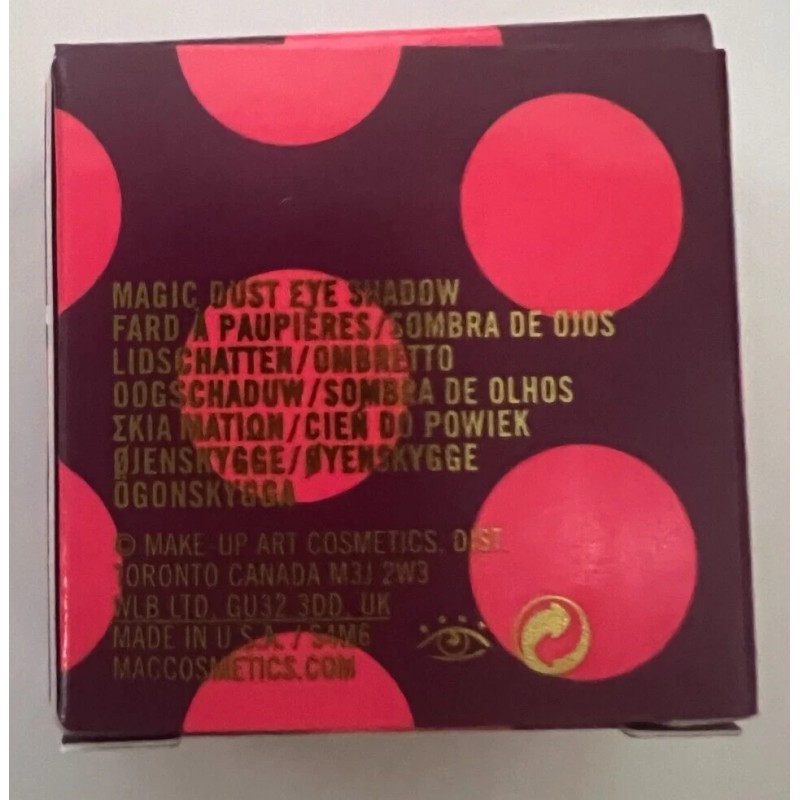 MAGIC DUST EYE SHADOW
FARD À PAUPIÈRES/SOMBRA DE OJOS
LIDSCHATTEN/OMBRETTO
OOGSCHADUW/SOMBRA DE OLHOS
ΣΚΙΑ ΜΑΤΙΩΝ/CIEŃ DO POWIEK
ØJENSKYGGE/ØYENSKYGGE
ÖGONSKYGGA
© MAKE-UP ART COSMETICS, DIST.
TORONTO CANADA M3J 2W3
WLB LTD, GU32 3DD, UK
MADE IN U.S.A. / S4M6
MACCOSMETICS.COM